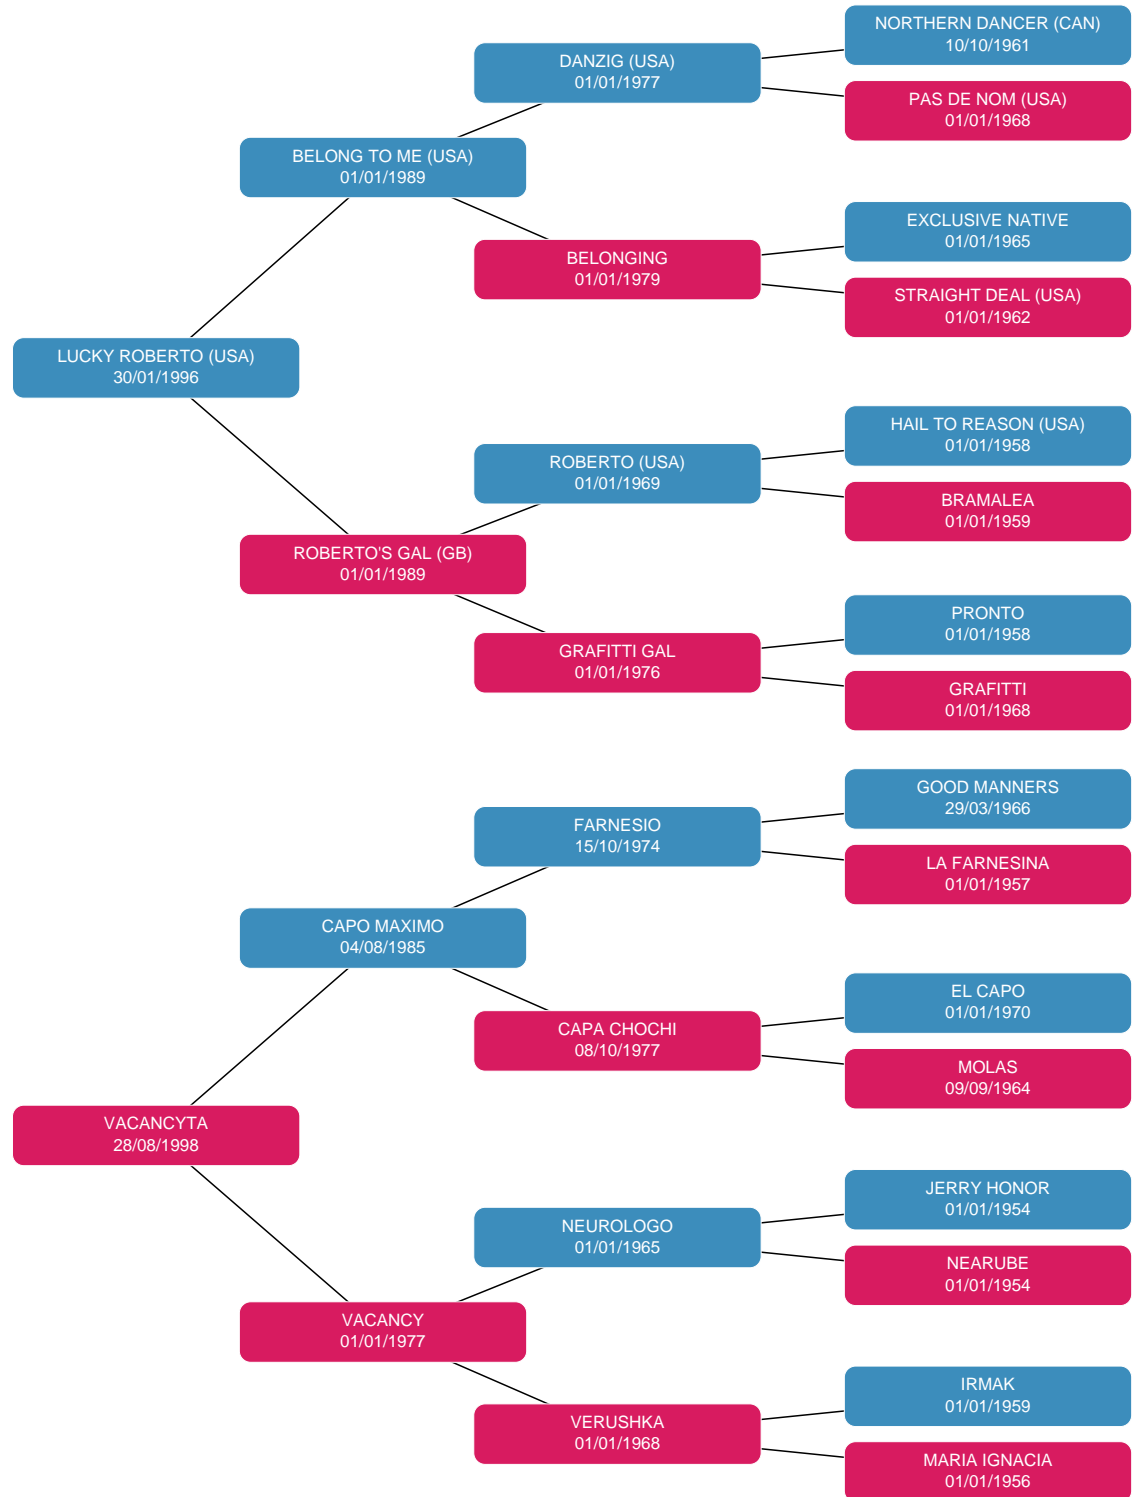 NORTHERN DANCER (CAN)
10/10/1961
DANZIG (USA)
01/01/1977
PAS DE NOM (USA)
01/01/1968
BELONG TO ME (USA)
01/01/1989
EXCLUSIVE NATIVE
01/01/1965
BELONGING
01/01/1979
STRAIGHT DEAL (USA)
01/01/1962
LUCKY ROBERTO (USA)
30/01/1996
HAIL TO REASON (USA)
01/01/1958
ROBERTO (USA)
01/01/1969
BRAMALEA
01/01/1959
ROBERTO'S GAL (GB)
01/01/1989
PRONTO
01/01/1958
GRAFITTI GAL
01/01/1976
GRAFITTI
01/01/1968
GOOD MANNERS
29/03/1966
FARNESIO
15/10/1974
LA FARNESINA
01/01/1957
CAPO MAXIMO
04/08/1985
EL CAPO
01/01/1970
CAPA CHOCHI
08/10/1977
MOLAS
09/09/1964
VACANCYTA
28/08/1998
JERRY HONOR
01/01/1954
NEUROLOGO
01/01/1965
NEARUBE
01/01/1954
VACANCY
01/01/1977
IRMAK
01/01/1959
VERUSHKA
01/01/1968
MARIA IGNACIA
01/01/1956